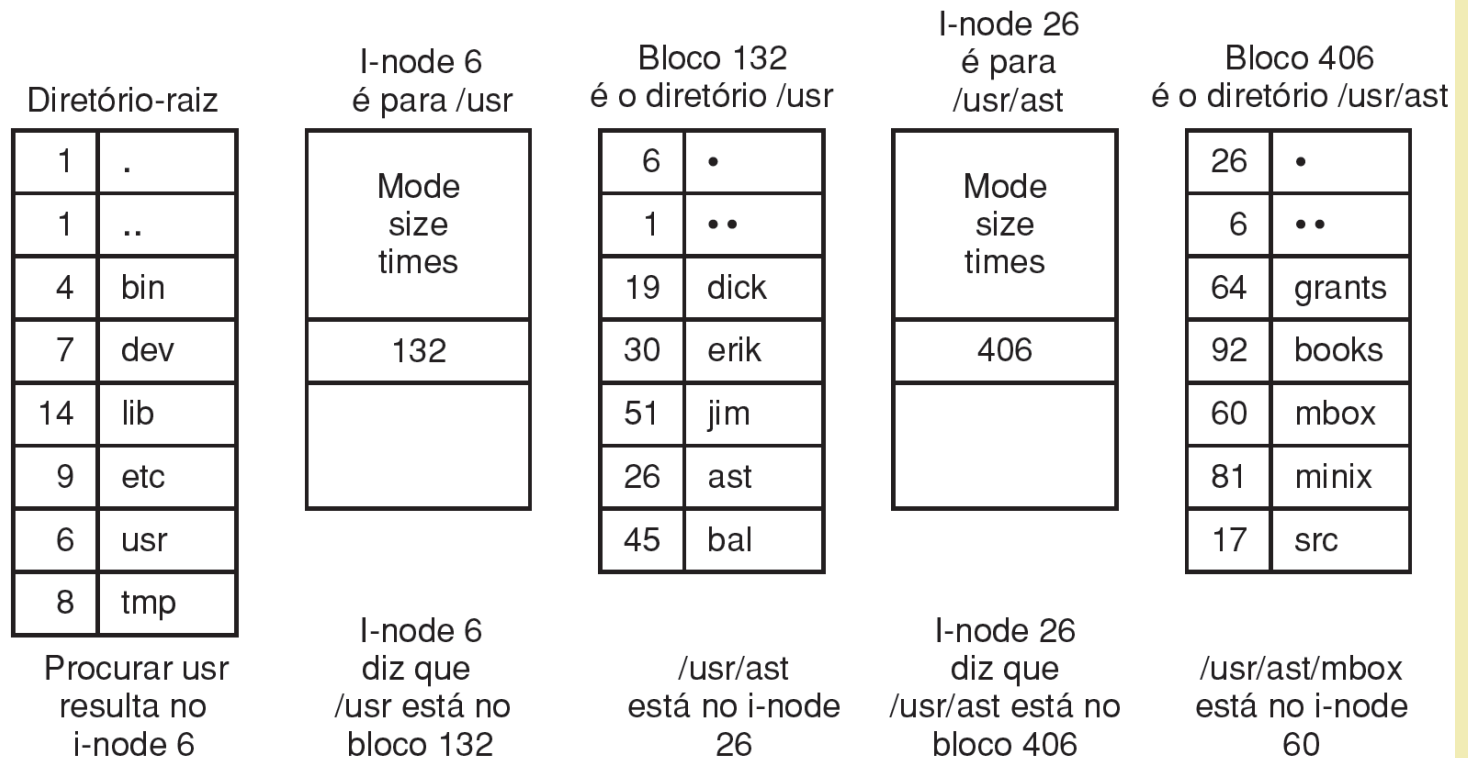 Diretório-raiz
1 .
1 ..
4 bin
7 dev
14 lib
9 etc
6 usr
8 tmp
Procurar usr
resulta no
i-node 6
I-node 6
é para /usr
Mode
size
times
132
I-node 6
diz que
/usr está no
bloco 132
Bloco 132
é o diretório /usr
6 •
1 ••
19 dick
30 erik
51 jim
26 ast
45 bal
/usr/ast
está no i-node
26
I-node 26
é para
/usr/ast
Mode
size
times
406
I-node 26
diz que
/usr/ast está no
bloco 406
Bloco 406
é o diretório /usr/ast
26 •
6 ••
64 grants
92 books
60 mbox
81 minix
17 src
/usr/ast/mbox
está no i-node
60